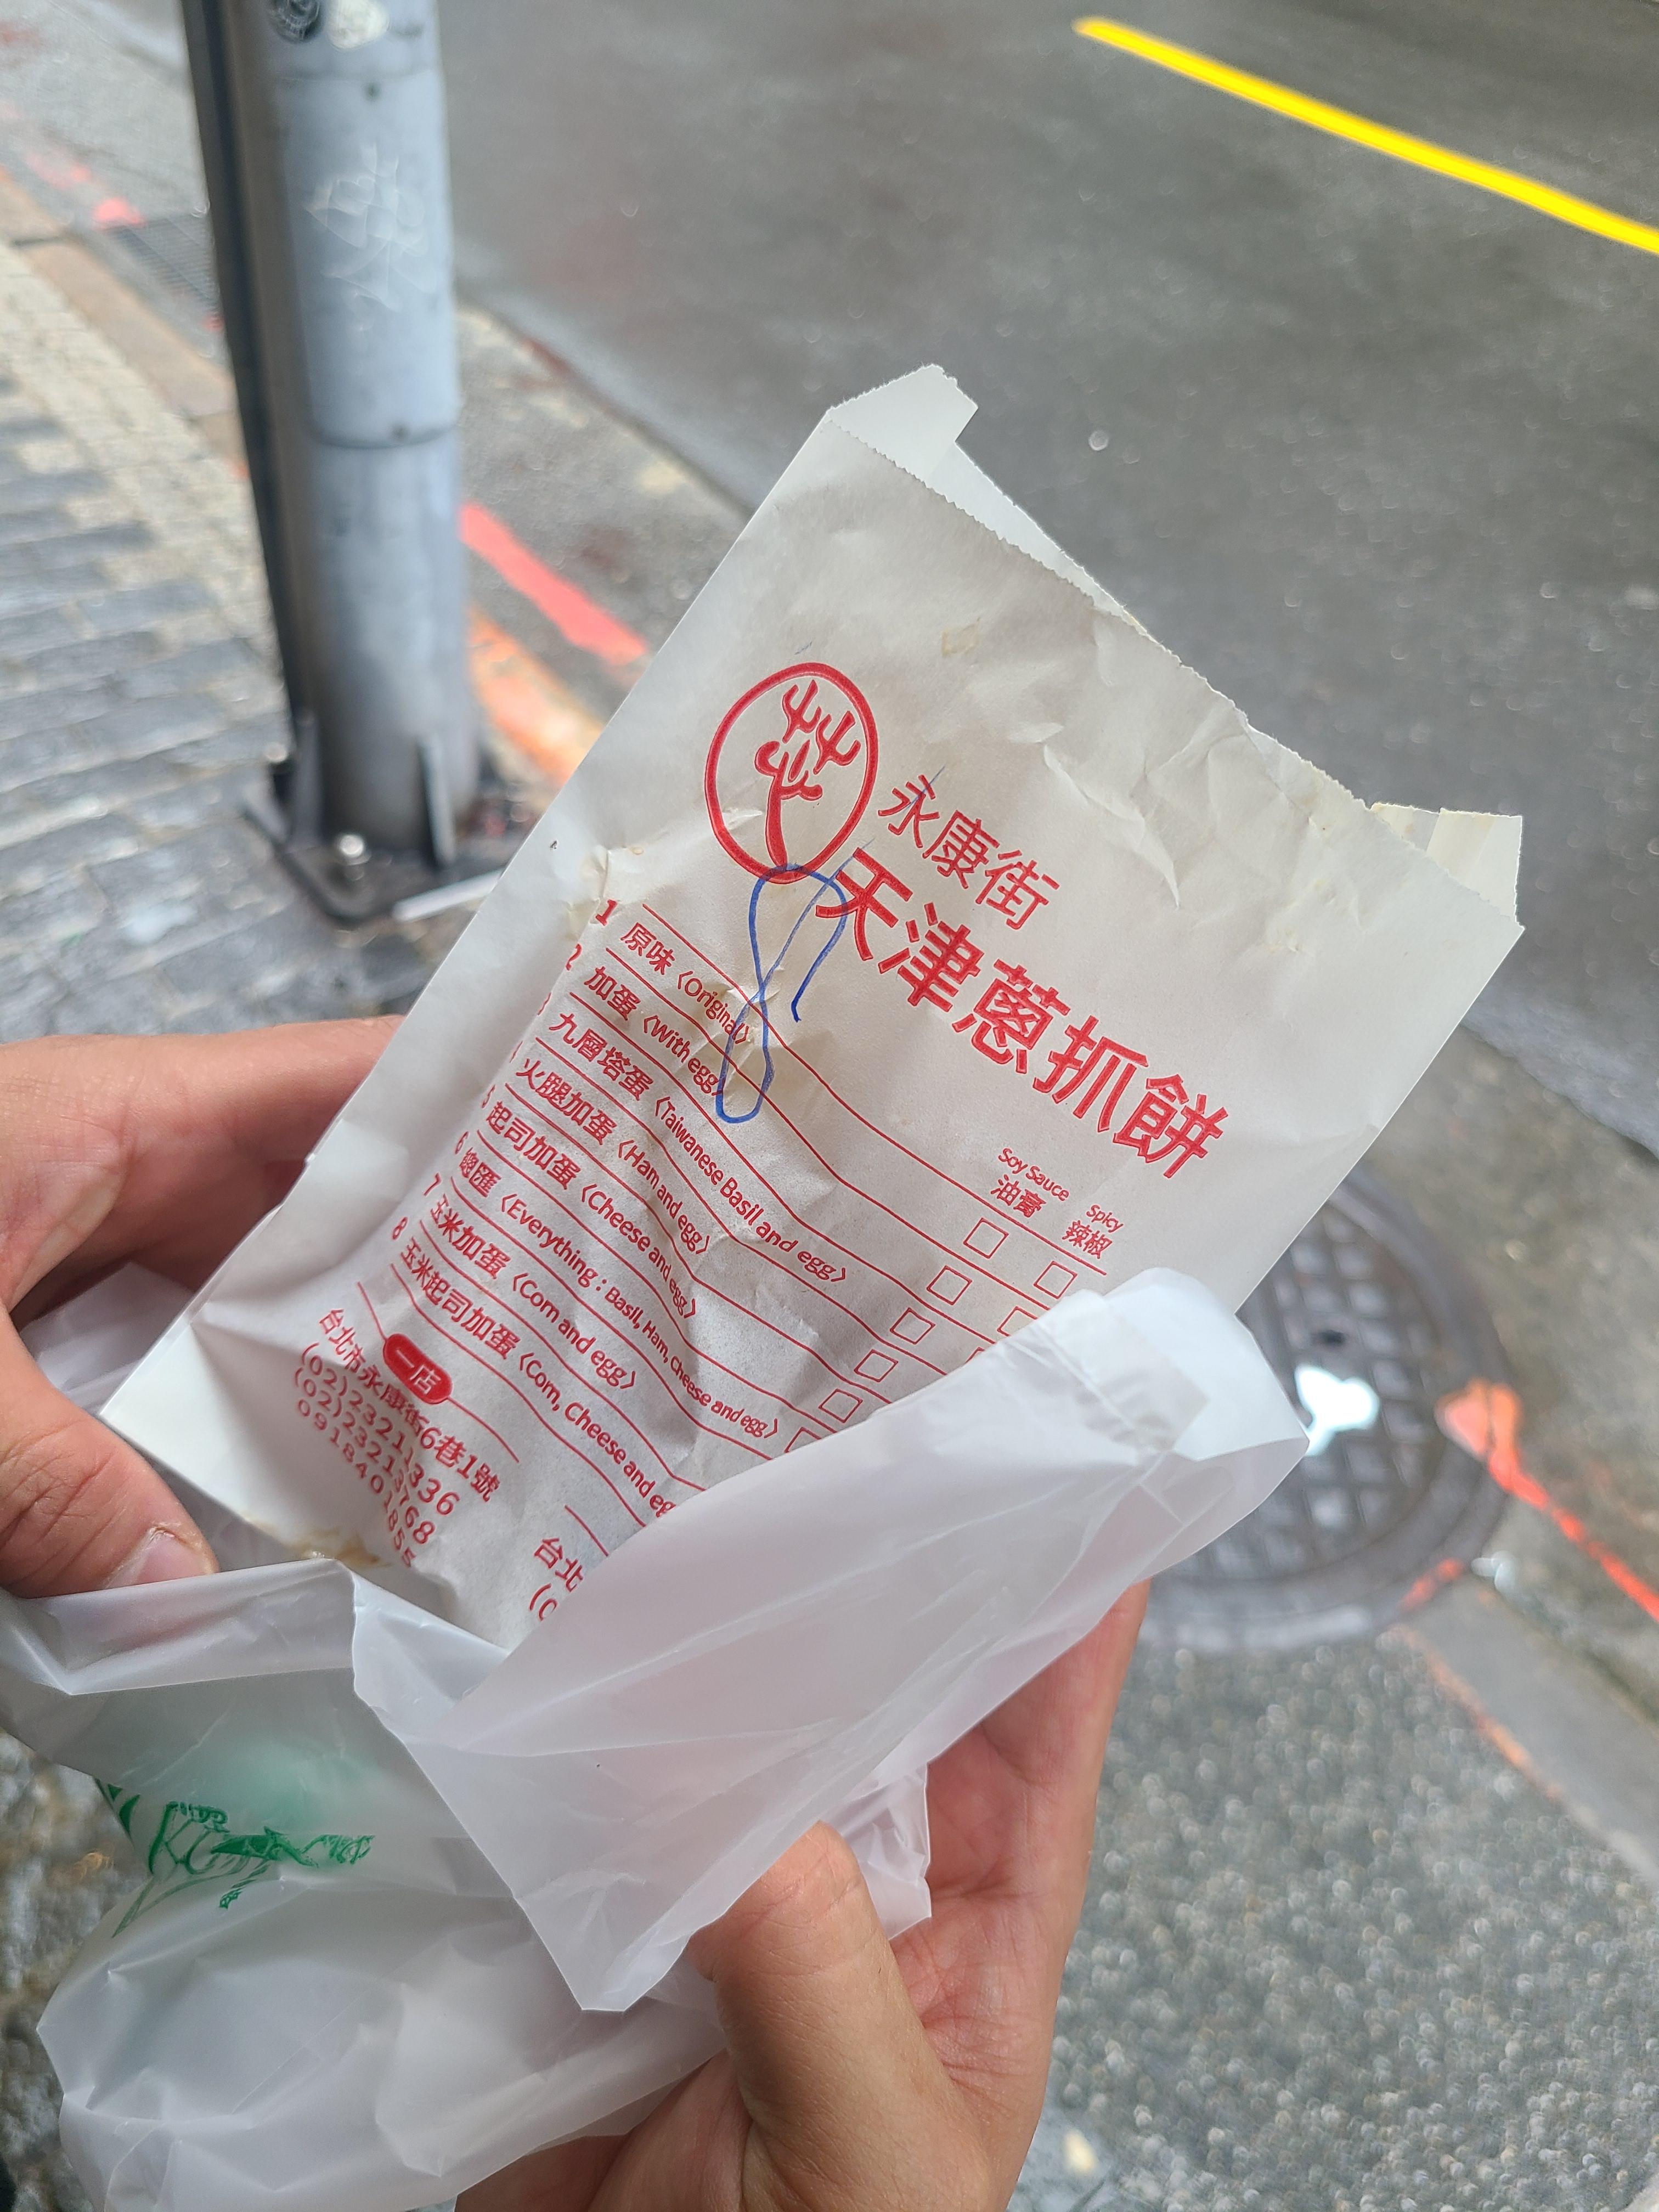 永康街
天津蔥抓餅
Soy Sauce Spicy
油膏 辣椒
1 原味〈Original〉
2 加蛋〈With egg〉
3 九層塔蛋〈Taiwanese Basil and egg〉
火腿加蛋〈Ham and egg〉
5 起司加蛋〈Cheese and egg〉
6 總匯〈Everything：Basil, Ham, Cheese and egg〉
7 玉米加蛋〈Corn and egg〉
8 玉米起司加蛋〈Corn, Cheese and eg
一店
台北市永康街6巷1號
(02)23211336
(02)23213768
0918401855
台北